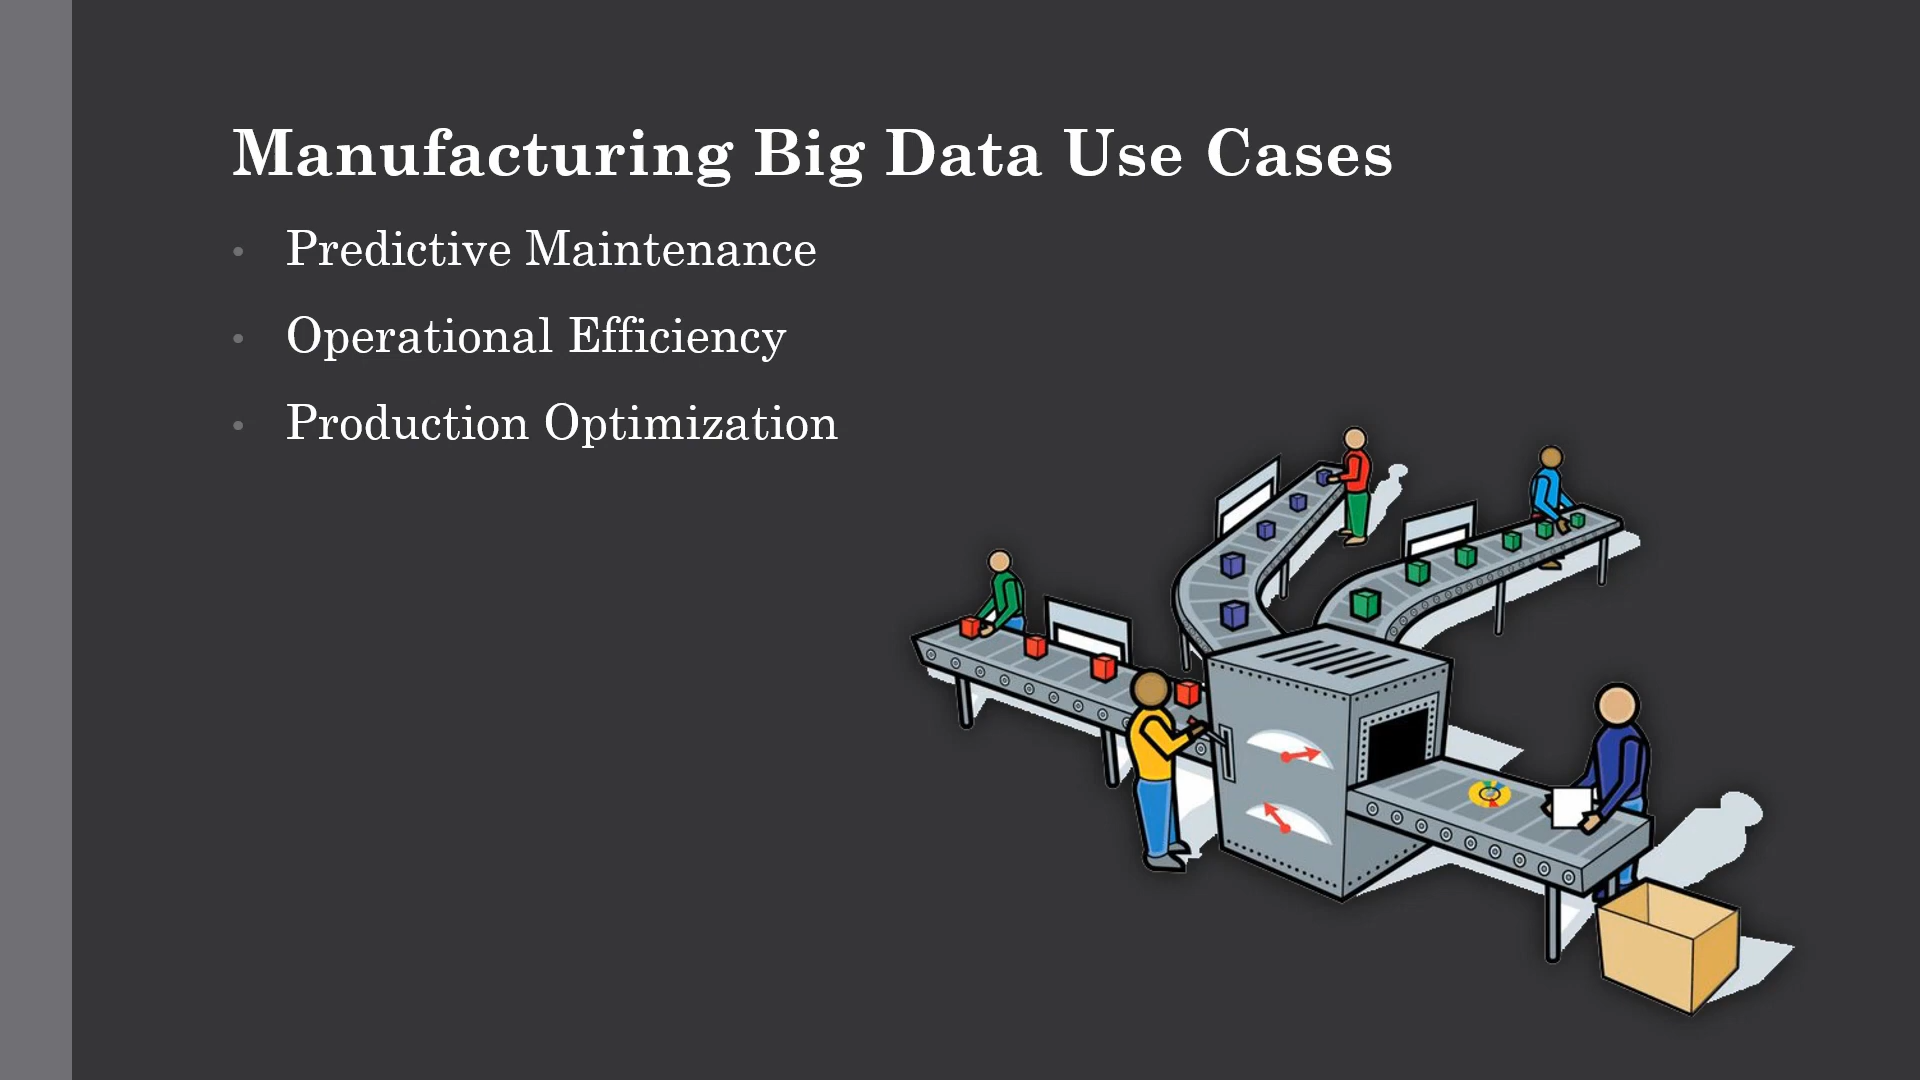 Manufacturing Big Data Use Cases
• Predictive Maintenance
• Operational Efficiency
• Production Optimization